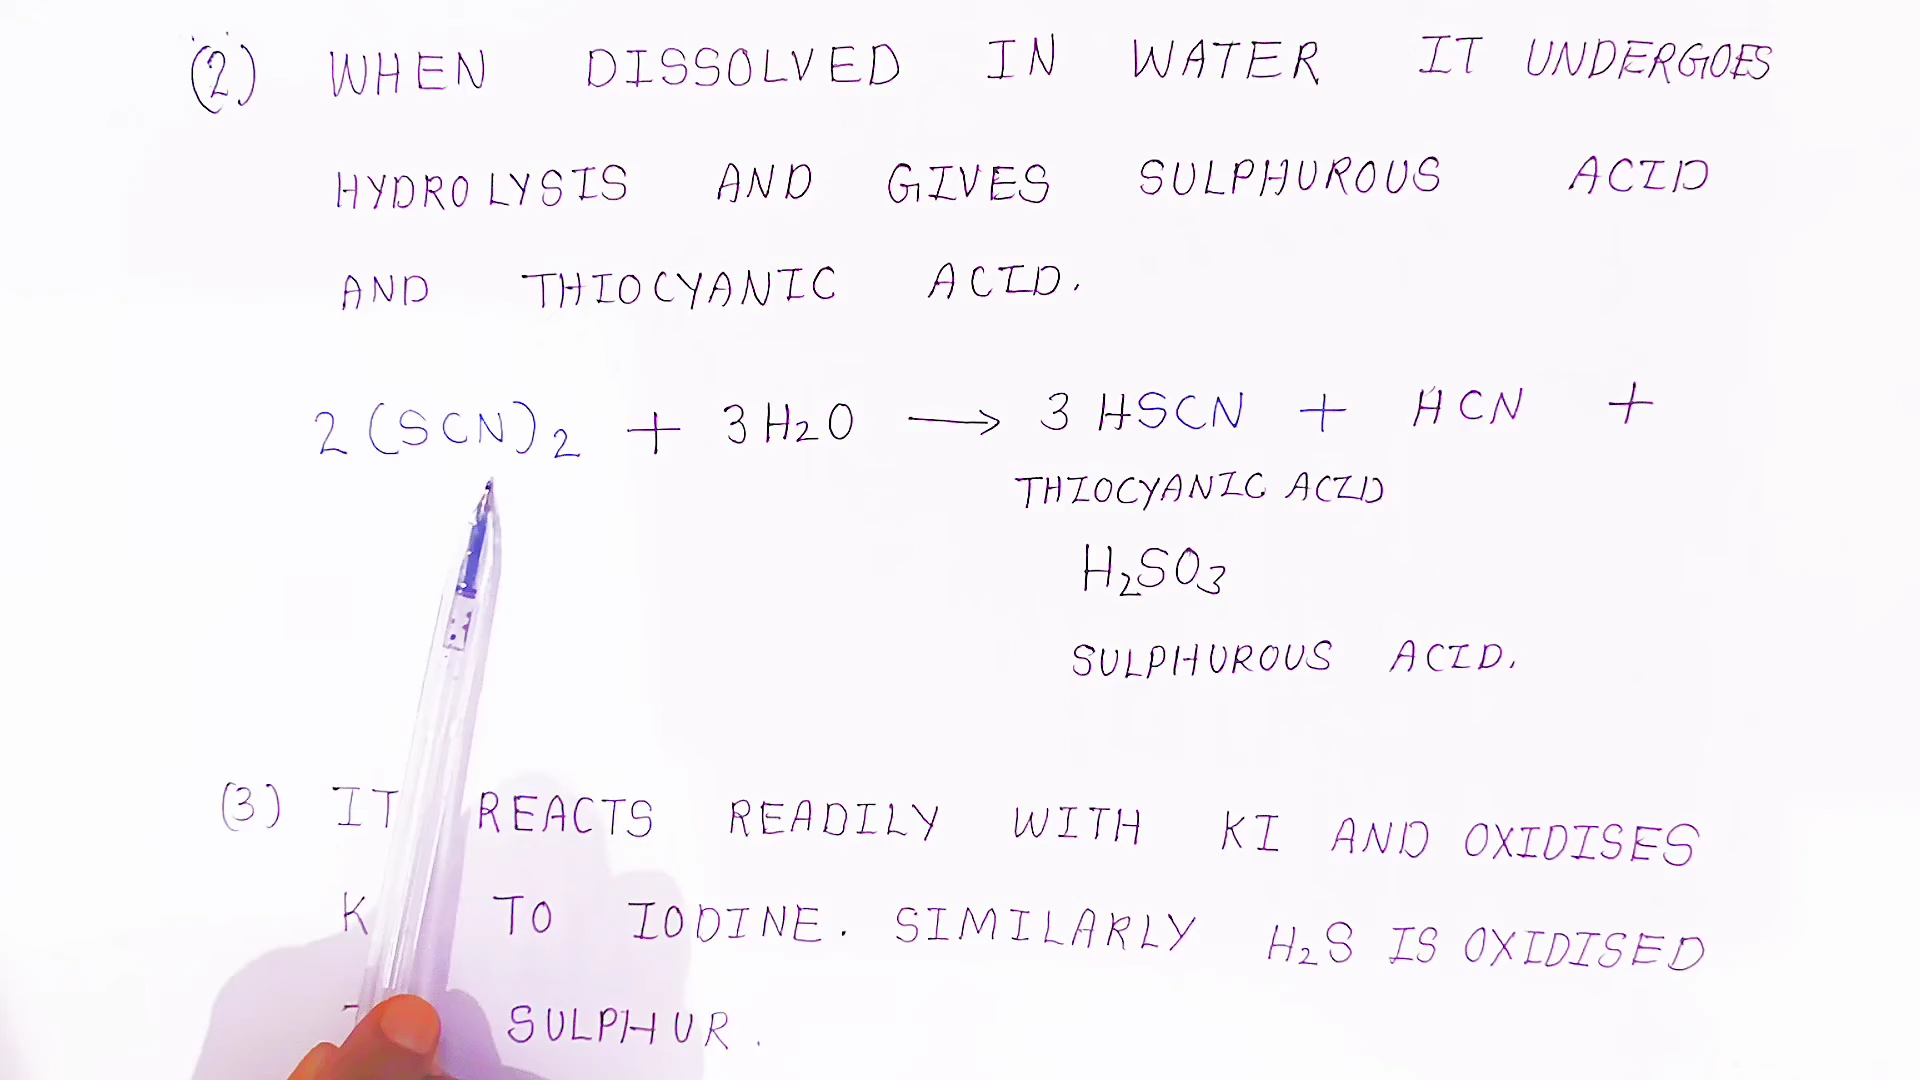 (2) WHEN DISSOLVED IN WATER IT UNDERGOES
HYDROLYSIS AND GIVES SULPHUROUS ACID
AND THIOCYANIC ACID.
2(SCN)₂ + 3H₂O → 3HSCN + HCN +
THIOCYANIC ACID
H₂SO₃
SULPHUROUS ACID.
(3) IT REACTS READILY WITH KI AND OXIDISES
TO IODINE. SIMILARLY H₂S IS OXIDISED
SULPHUR.